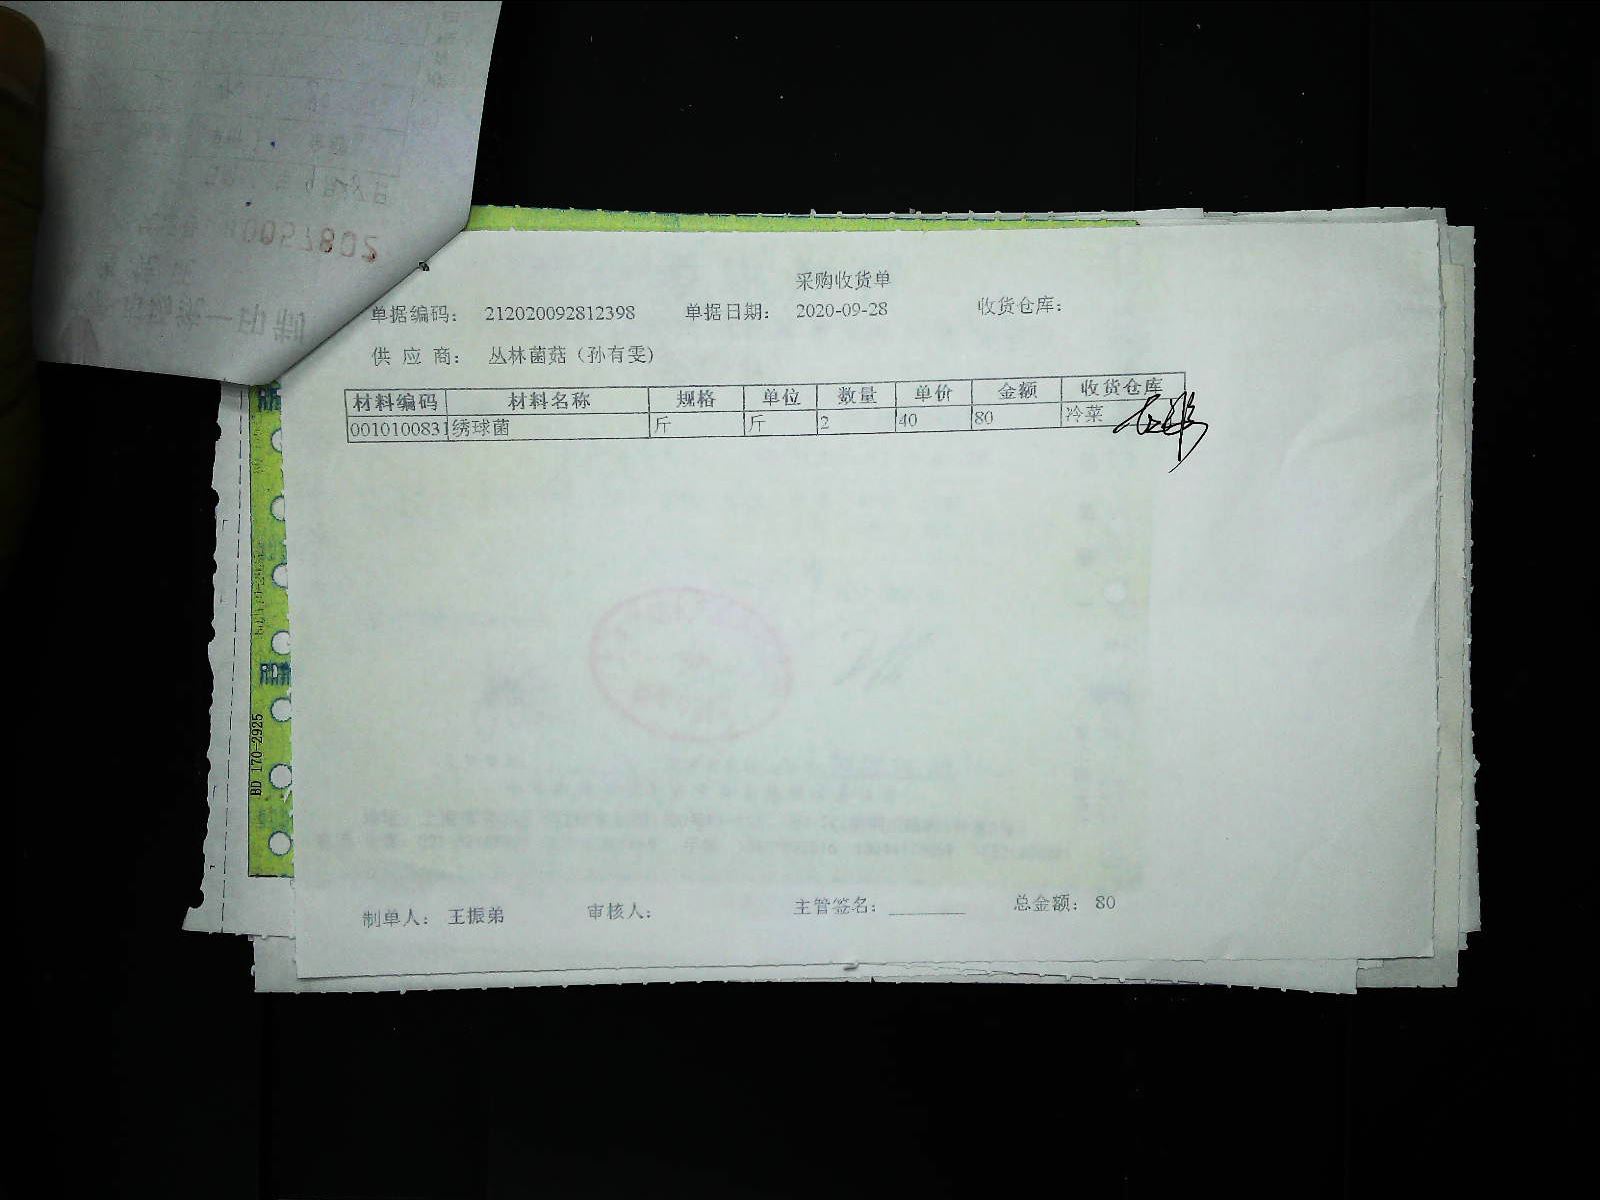 采购收货单
单据编码： 212020092812398 单据日期： 2020-09-28 收货仓库：
供 应 商： 丛林菌菇（孙有雯）
材料编码 材料名称 规格 单位 数量 单价 金额 收货仓库
0010100831 绣球菌 斤 斤 2 40 80 冷菜
BD 170-2925
制单人： 王振弟 审核人： 主管签名： ________ 总金额： 80